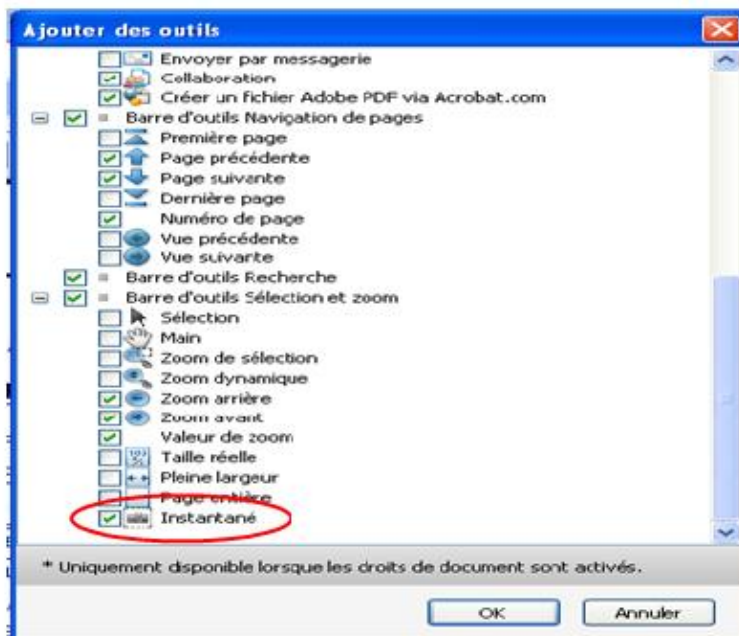 Ajouter des outils
Envoyer par messagerie
Collaboration
Créer un fichier Adobe PDF via Acrobat.com
Barre d'outils Navigation de pages
Première page
Page précédente
Page suivante
Dernière page
Numéro de page
Vue précédente
Vue suivante
Barre d'outils Recherche
Barre d'outils Sélection et zoom
Sélection
Main
Zoom de sélection
Zoom dynamique
Zoom arrière
Zoom avant
Valeur de zoom
Taille réelle
Pleine largeur
Page entière
Instantané
* Uniquement disponible lorsque les droits de document sont activés.
OK Annuler